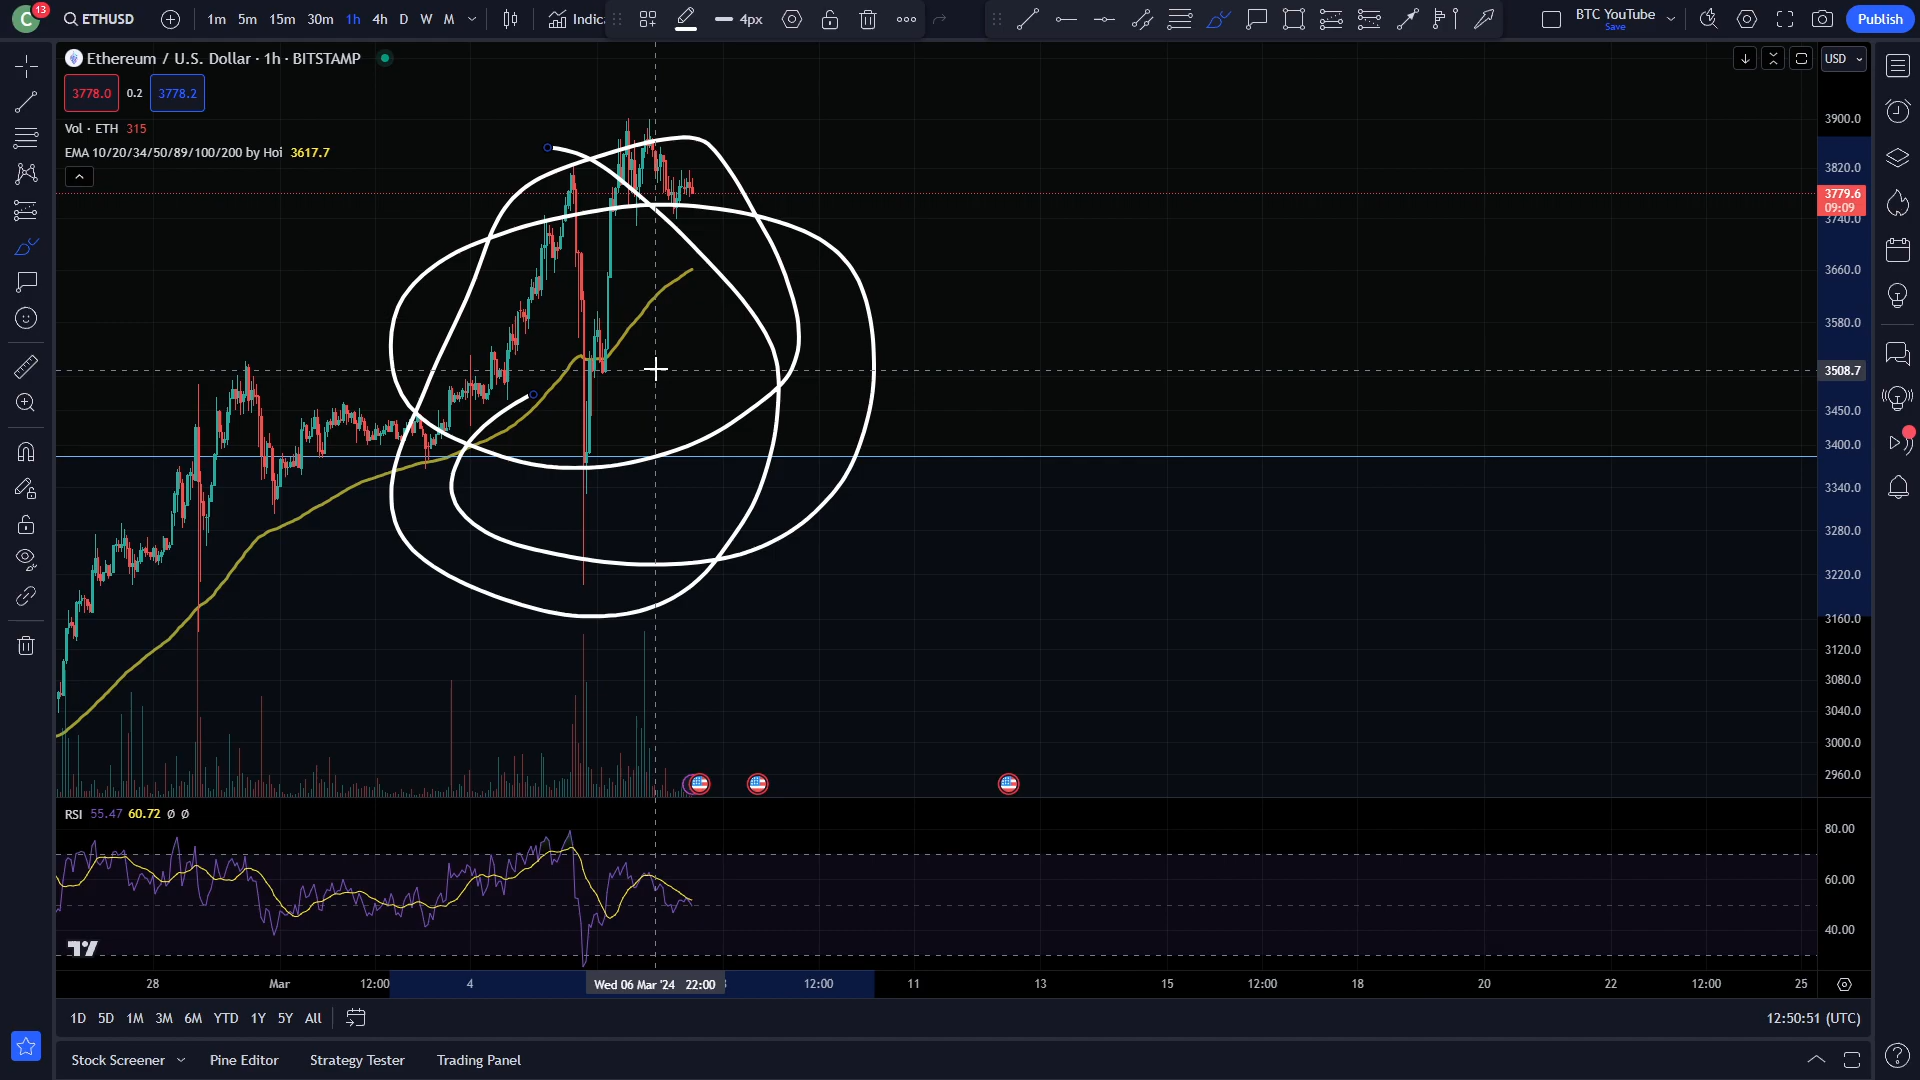 C 13 ETHUSD 1m 5m 15m 30m 1h 4h D W M Indic 4px BTC YouTube Save Publish
Ethereum / U.S. Dollar · 1h · BITSTAMP
USD
3778.0 0.2 3778.2
Vol · ETH 315
EMA 10/20/34/50/89/100/200 by Hoi 3617.7
3900.0
3820.0
3779.6
09:09
3740.0
3660.0
3580.0
3508.7
3450.0
3400.0
3340.0
3280.0
3220.0
3160.0
3120.0
3080.0
3040.0
3000.0
2960.0
RSI 55.47 60.72 Ø Ø
80.00
60.00
40.00
28 Mar 12:00 4 Wed 06 Mar '24 22:00 12:00 11 13 15 12:00 18 20 22 12:00 25
1D 5D 1M 3M 6M YTD 1Y 5Y All 12:50:51 (UTC)
Stock Screener Pine Editor Strategy Tester Trading Panel